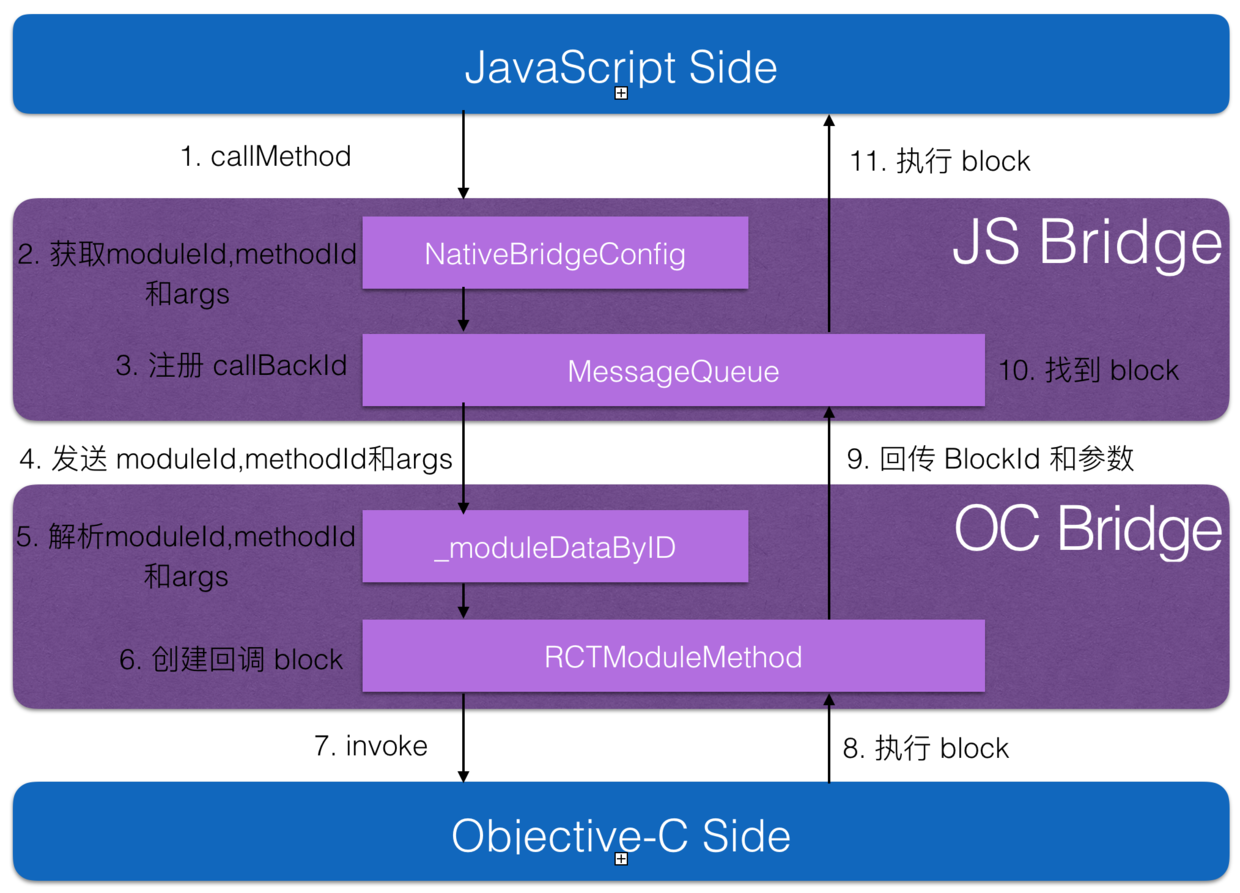 JavaScript Side
1. callMethod
11. 执行 block
JS Bridge
2. 获取moduleId,methodId
和args
NativeBridgeConfig
3. 注册 callBackId
MessageQueue
10. 找到 block
4. 发送 moduleId,methodId和args
9. 回传 BlockId 和参数
OC Bridge
5. 解析moduleId,methodId
和args
_moduleDataByID
6. 创建回调 block
RCTModuleMethod
7. invoke
8. 执行 block
Objective-C Side